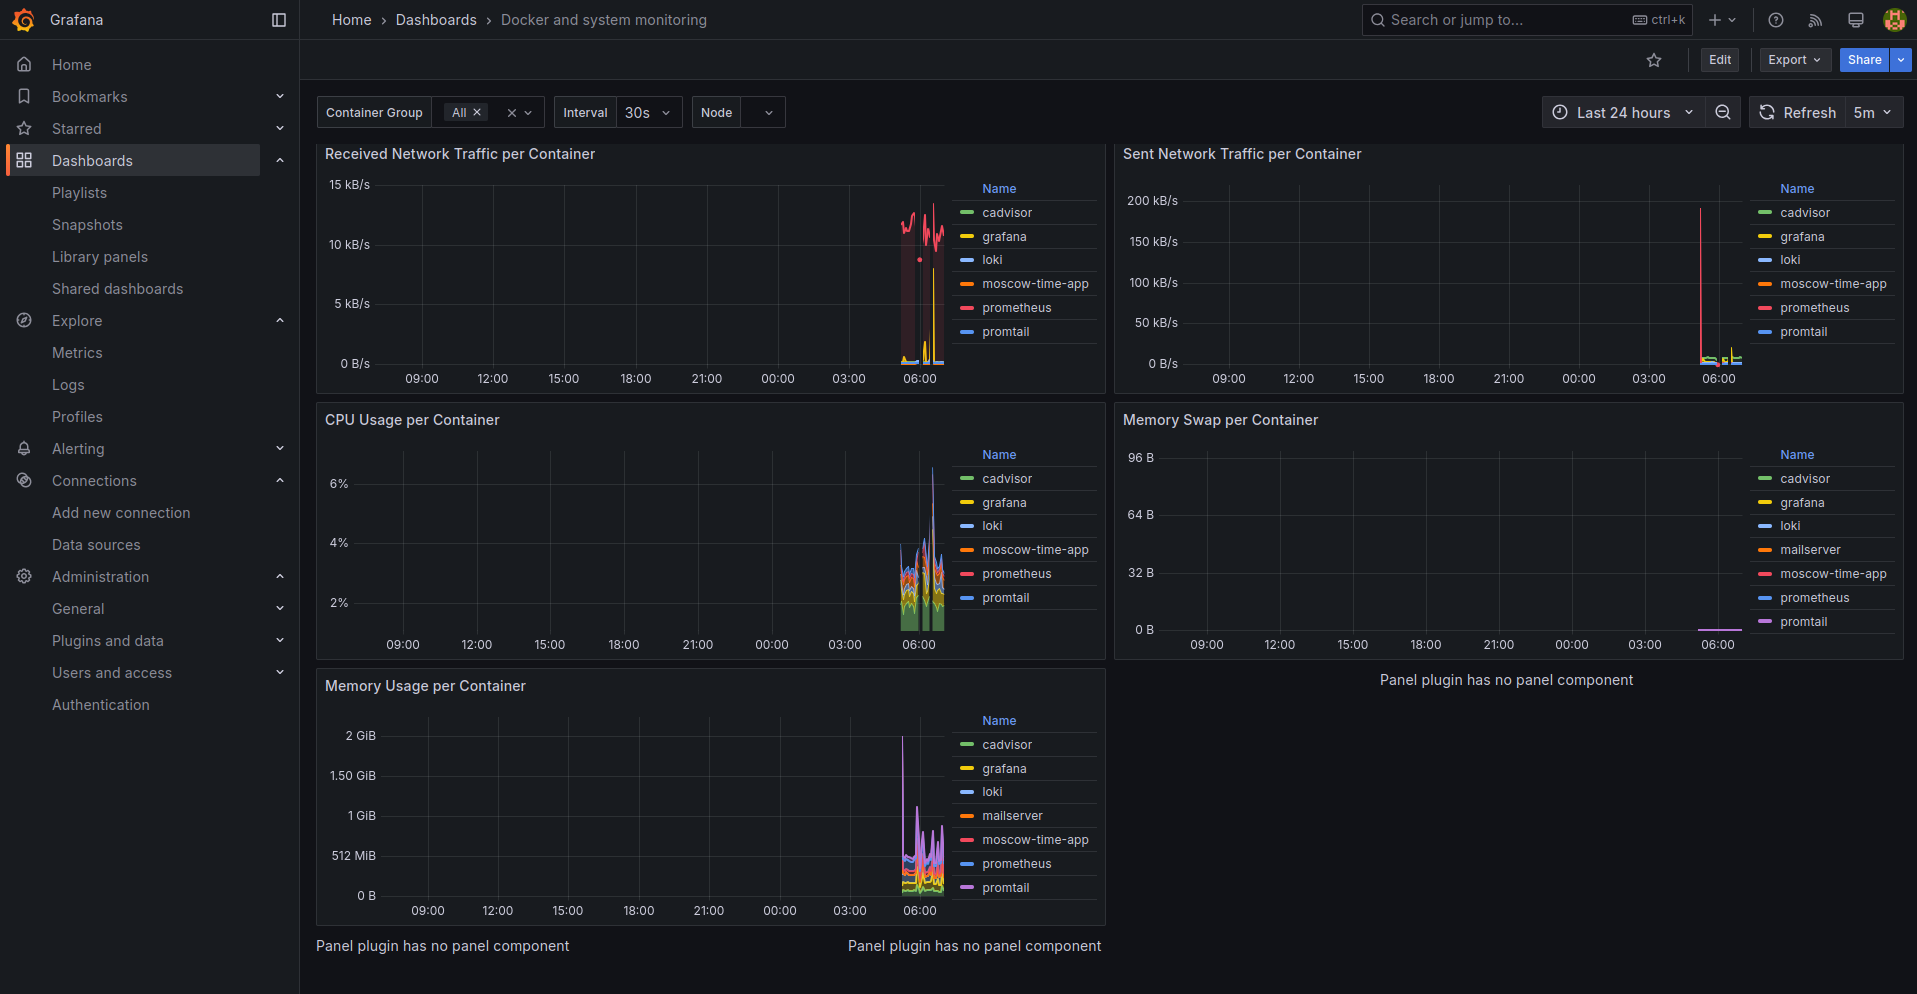 Grafana
Home › Dashboards › Docker and system monitoring
Search or jump to...
ctrl+k
Edit
Export
Share
Home
Bookmarks
Starred
Dashboards
Playlists
Snapshots
Library panels
Shared dashboards
Explore
Metrics
Logs
Profiles
Alerting
Connections
Add new connection
Data sources
Administration
General
Plugins and data
Users and access
Authentication
Container Group
All
Interval
30s
Node
Last 24 hours
Refresh
5m
Received Network Traffic per Container
15 kB/s
10 kB/s
5 kB/s
0 B/s
09:00 12:00 15:00 18:00 21:00 00:00 03:00 06:00
Name
cadvisor
grafana
loki
moscow-time-app
prometheus
promtail
Sent Network Traffic per Container
200 kB/s
150 kB/s
100 kB/s
50 kB/s
0 B/s
09:00 12:00 15:00 18:00 21:00 00:00 03:00 06:00
Name
cadvisor
grafana
loki
moscow-time-app
prometheus
promtail
CPU Usage per Container
6%
4%
2%
09:00 12:00 15:00 18:00 21:00 00:00 03:00 06:00
Name
cadvisor
grafana
loki
moscow-time-app
prometheus
promtail
Memory Swap per Container
96 B
64 B
32 B
0 B
09:00 12:00 15:00 18:00 21:00 00:00 03:00 06:00
Name
cadvisor
grafana
loki
mailserver
moscow-time-app
prometheus
promtail
Memory Usage per Container
2 GiB
1.50 GiB
1 GiB
512 MiB
0 B
09:00 12:00 15:00 18:00 21:00 00:00 03:00 06:00
Name
cadvisor
grafana
loki
mailserver
moscow-time-app
prometheus
promtail
Panel plugin has no panel component
Panel plugin has no panel component
Panel plugin has no panel component